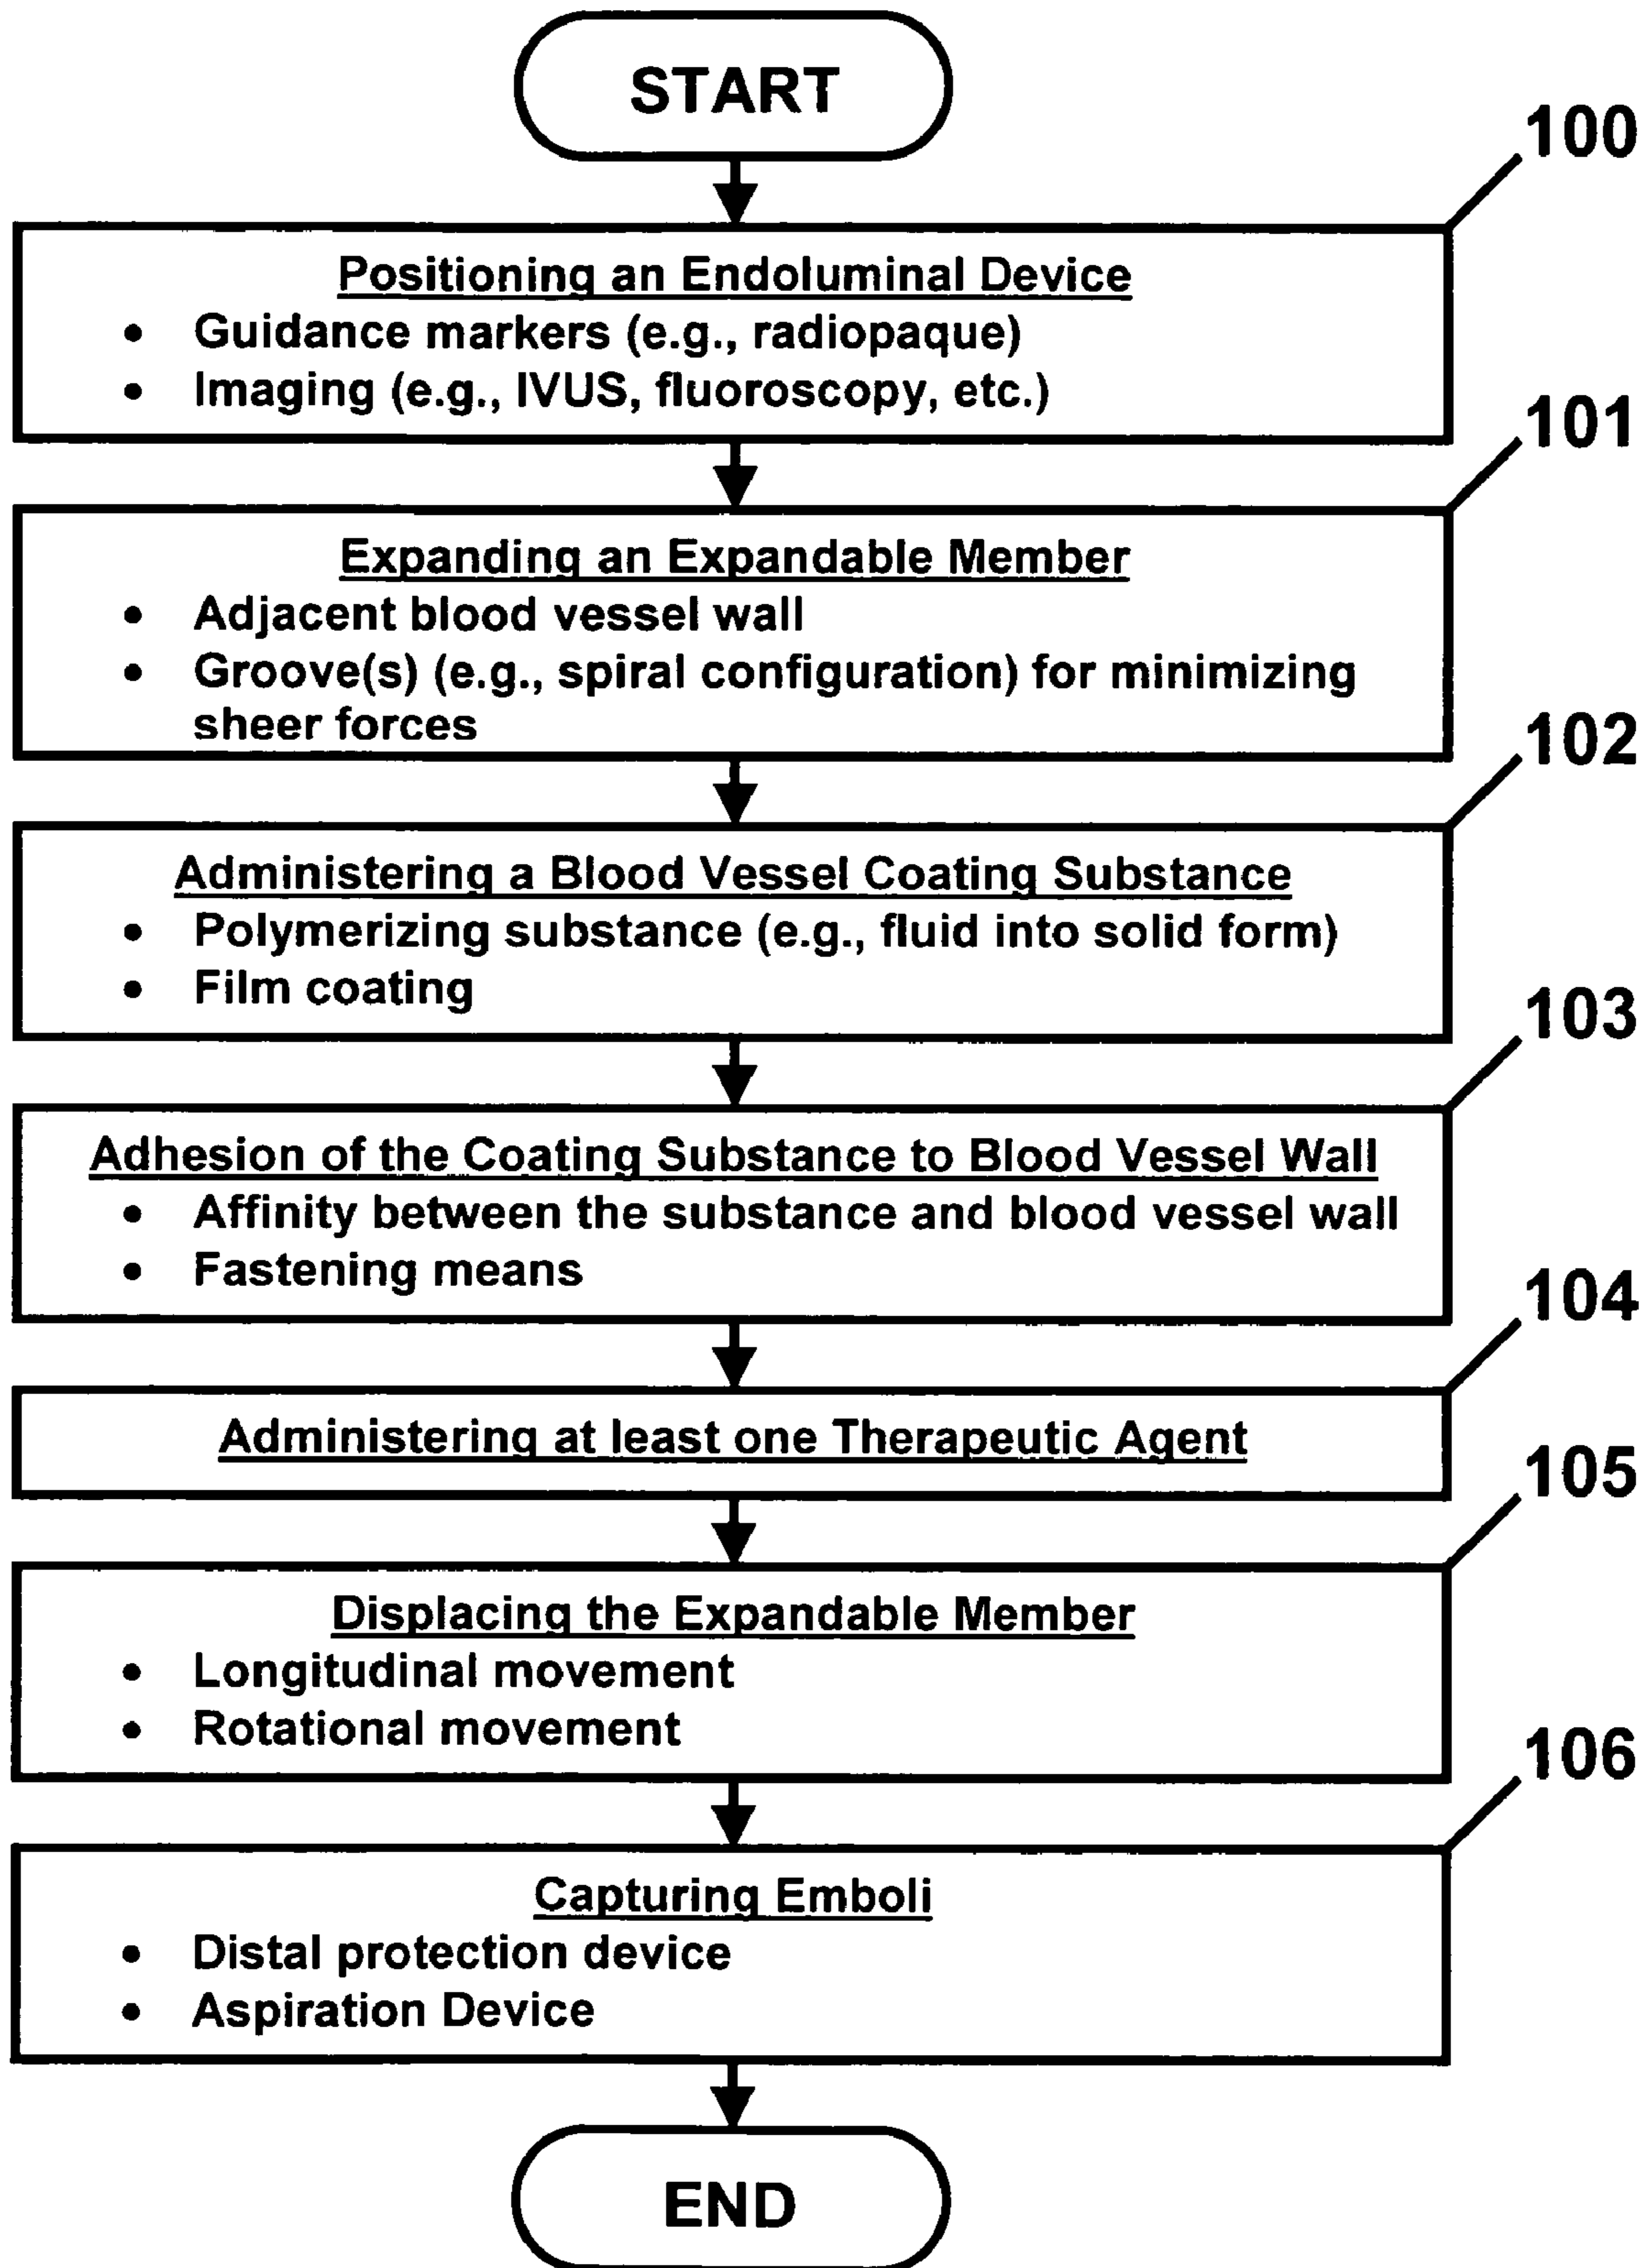 START
100
Positioning an Endoluminal Device
• Guidance markers (e.g., radiopaque)
• Imaging (e.g., IVUS, fluoroscopy, etc.)
101
Expanding an Expandable Member
• Adjacent blood vessel wall
• Groove(s) (e.g., spiral configuration) for minimizing
sheer forces
102
Administering a Blood Vessel Coating Substance
• Polymerizing substance (e.g., fluid into solid form)
• Film coating
103
Adhesion of the Coating Substance to Blood Vessel Wall
• Affinity between the substance and blood vessel wall
• Fastening means
104
Administering at least one Therapeutic Agent
105
Displacing the Expandable Member
• Longitudinal movement
• Rotational movement
106
Capturing Emboli
• Distal protection device
• Aspiration Device
END